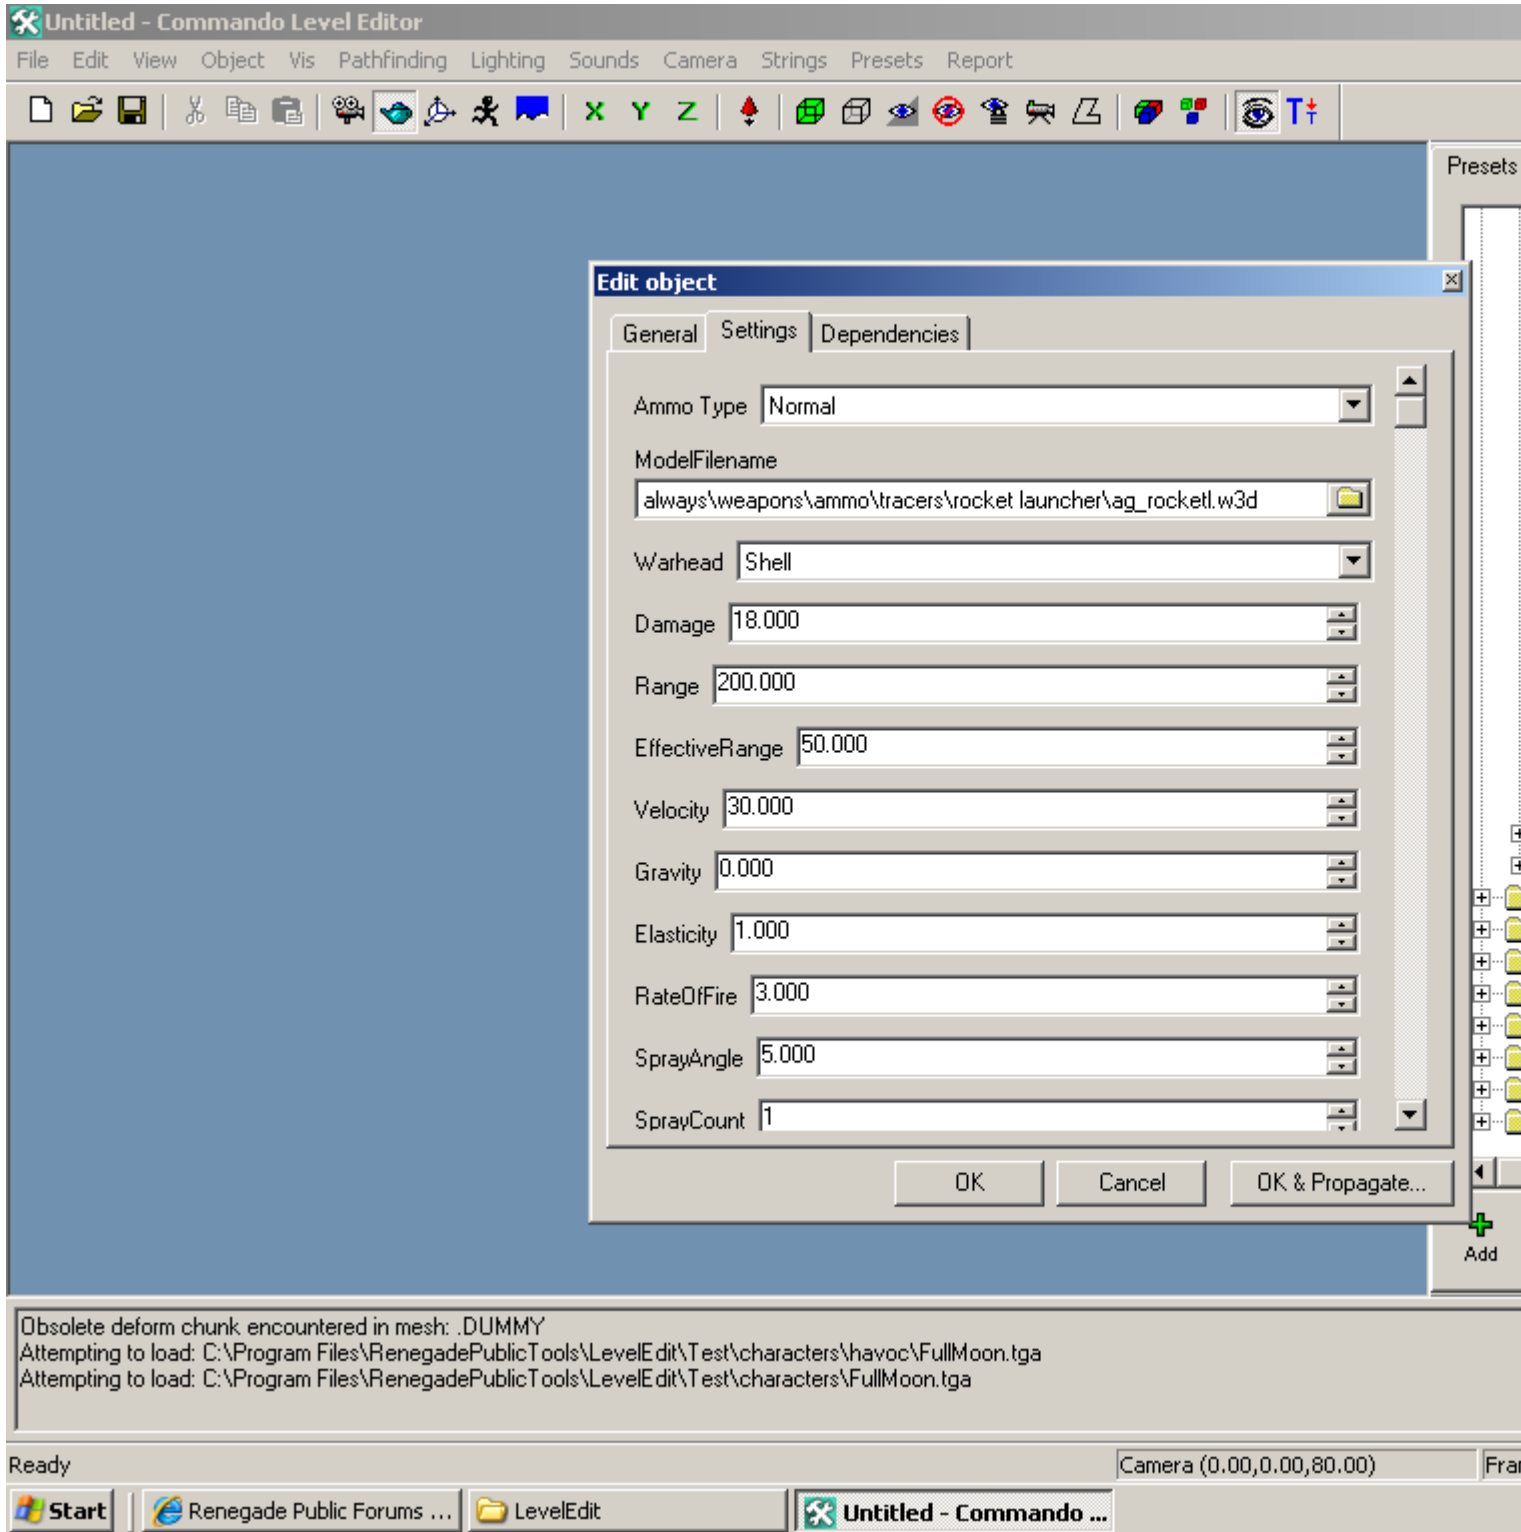 Untitled - Commando Level Editor
File Edit View Object Vis Pathfinding Lighting Sounds Camera Strings Presets Report
X Y Z T
Presets
Edit object
General Settings Dependencies
Ammo Type Normal
ModelFilename
always\weapons\ammo\tracers\rocket launcher\ag_rocketl.w3d
Warhead Shell
Damage 18.000
Range 200.000
EffectiveRange 50.000
Velocity 30.000
Gravity 0.000
Elasticity 1.000
RateOfFire 3.000
SprayAngle 5.000
SprayCount 1
OK Cancel OK & Propagate...
Add
Obsolete deform chunk encountered in mesh: .DUMMY
Attempting to load: C:\Program Files\RenegadePublicTools\LevelEdit\Test\characters\havoc\FullMoon.tga
Attempting to load: C:\Program Files\RenegadePublicTools\LevelEdit\Test\characters\FullMoon.tga
Ready Camera (0.00,0.00,80.00) Fra
Start Renegade Public Forums ... LevelEdit Untitled - Commando ...